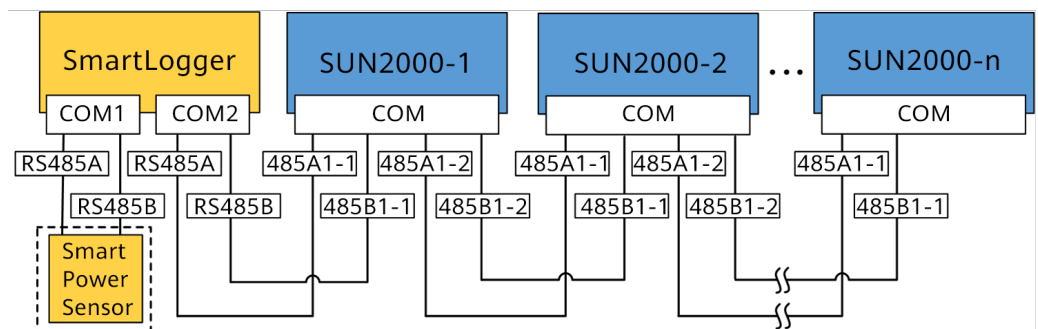 SmartLogger
SUN2000-1
SUN2000-2
...
SUN2000-n
COM1
COM2
COM
COM
COM
RS485A
RS485A
485A1-1
485A1-2
485A1-1
485A1-2
485A1-1
RS485B
RS485B
485B1-1
485B1-2
485B1-1
485B1-2
485B1-1
Smart
Power
Sensor